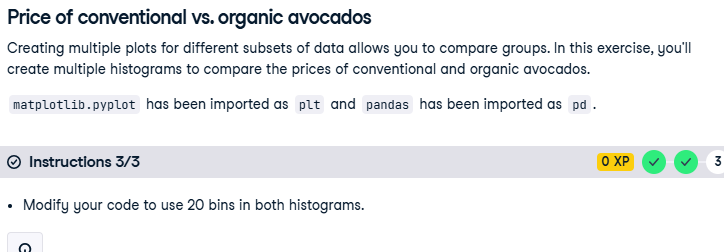 Price of conventional vs. organic avocados
Creating multiple plots for different subsets of data allows you to compare groups. In this exercise, you'll
create multiple histograms to compare the prices of conventional and organic avocados.
matplotlib.pyplot has been imported as plt and pandas has been imported as pd.
Instructions 3/3
0 XP
3
• Modify your code to use 20 bins in both histograms.